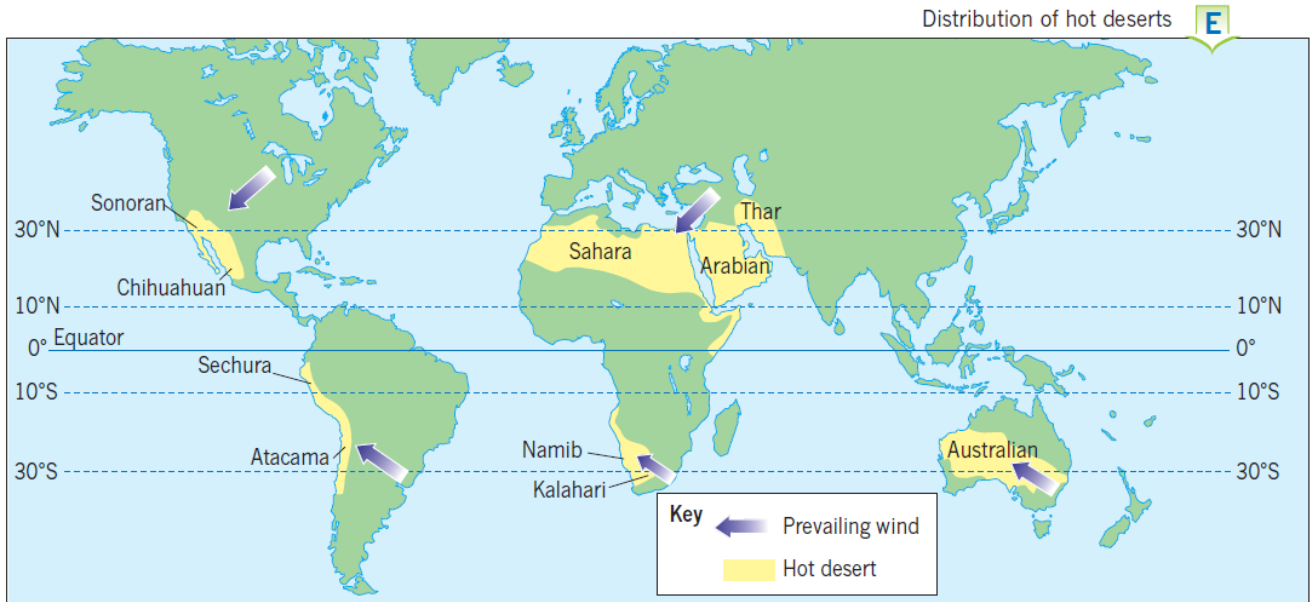 Distribution of hot deserts E
Sonoran
Thar
30°N
30°N
Sahara
Arabian
Chihuahuan
10°N
10°N
Equator
0°
0°
Sechura
10°S
10°S
Namib
Australian
Atacama
30°S
30°S
Kalahari
Key
Prevailing wind
Hot desert